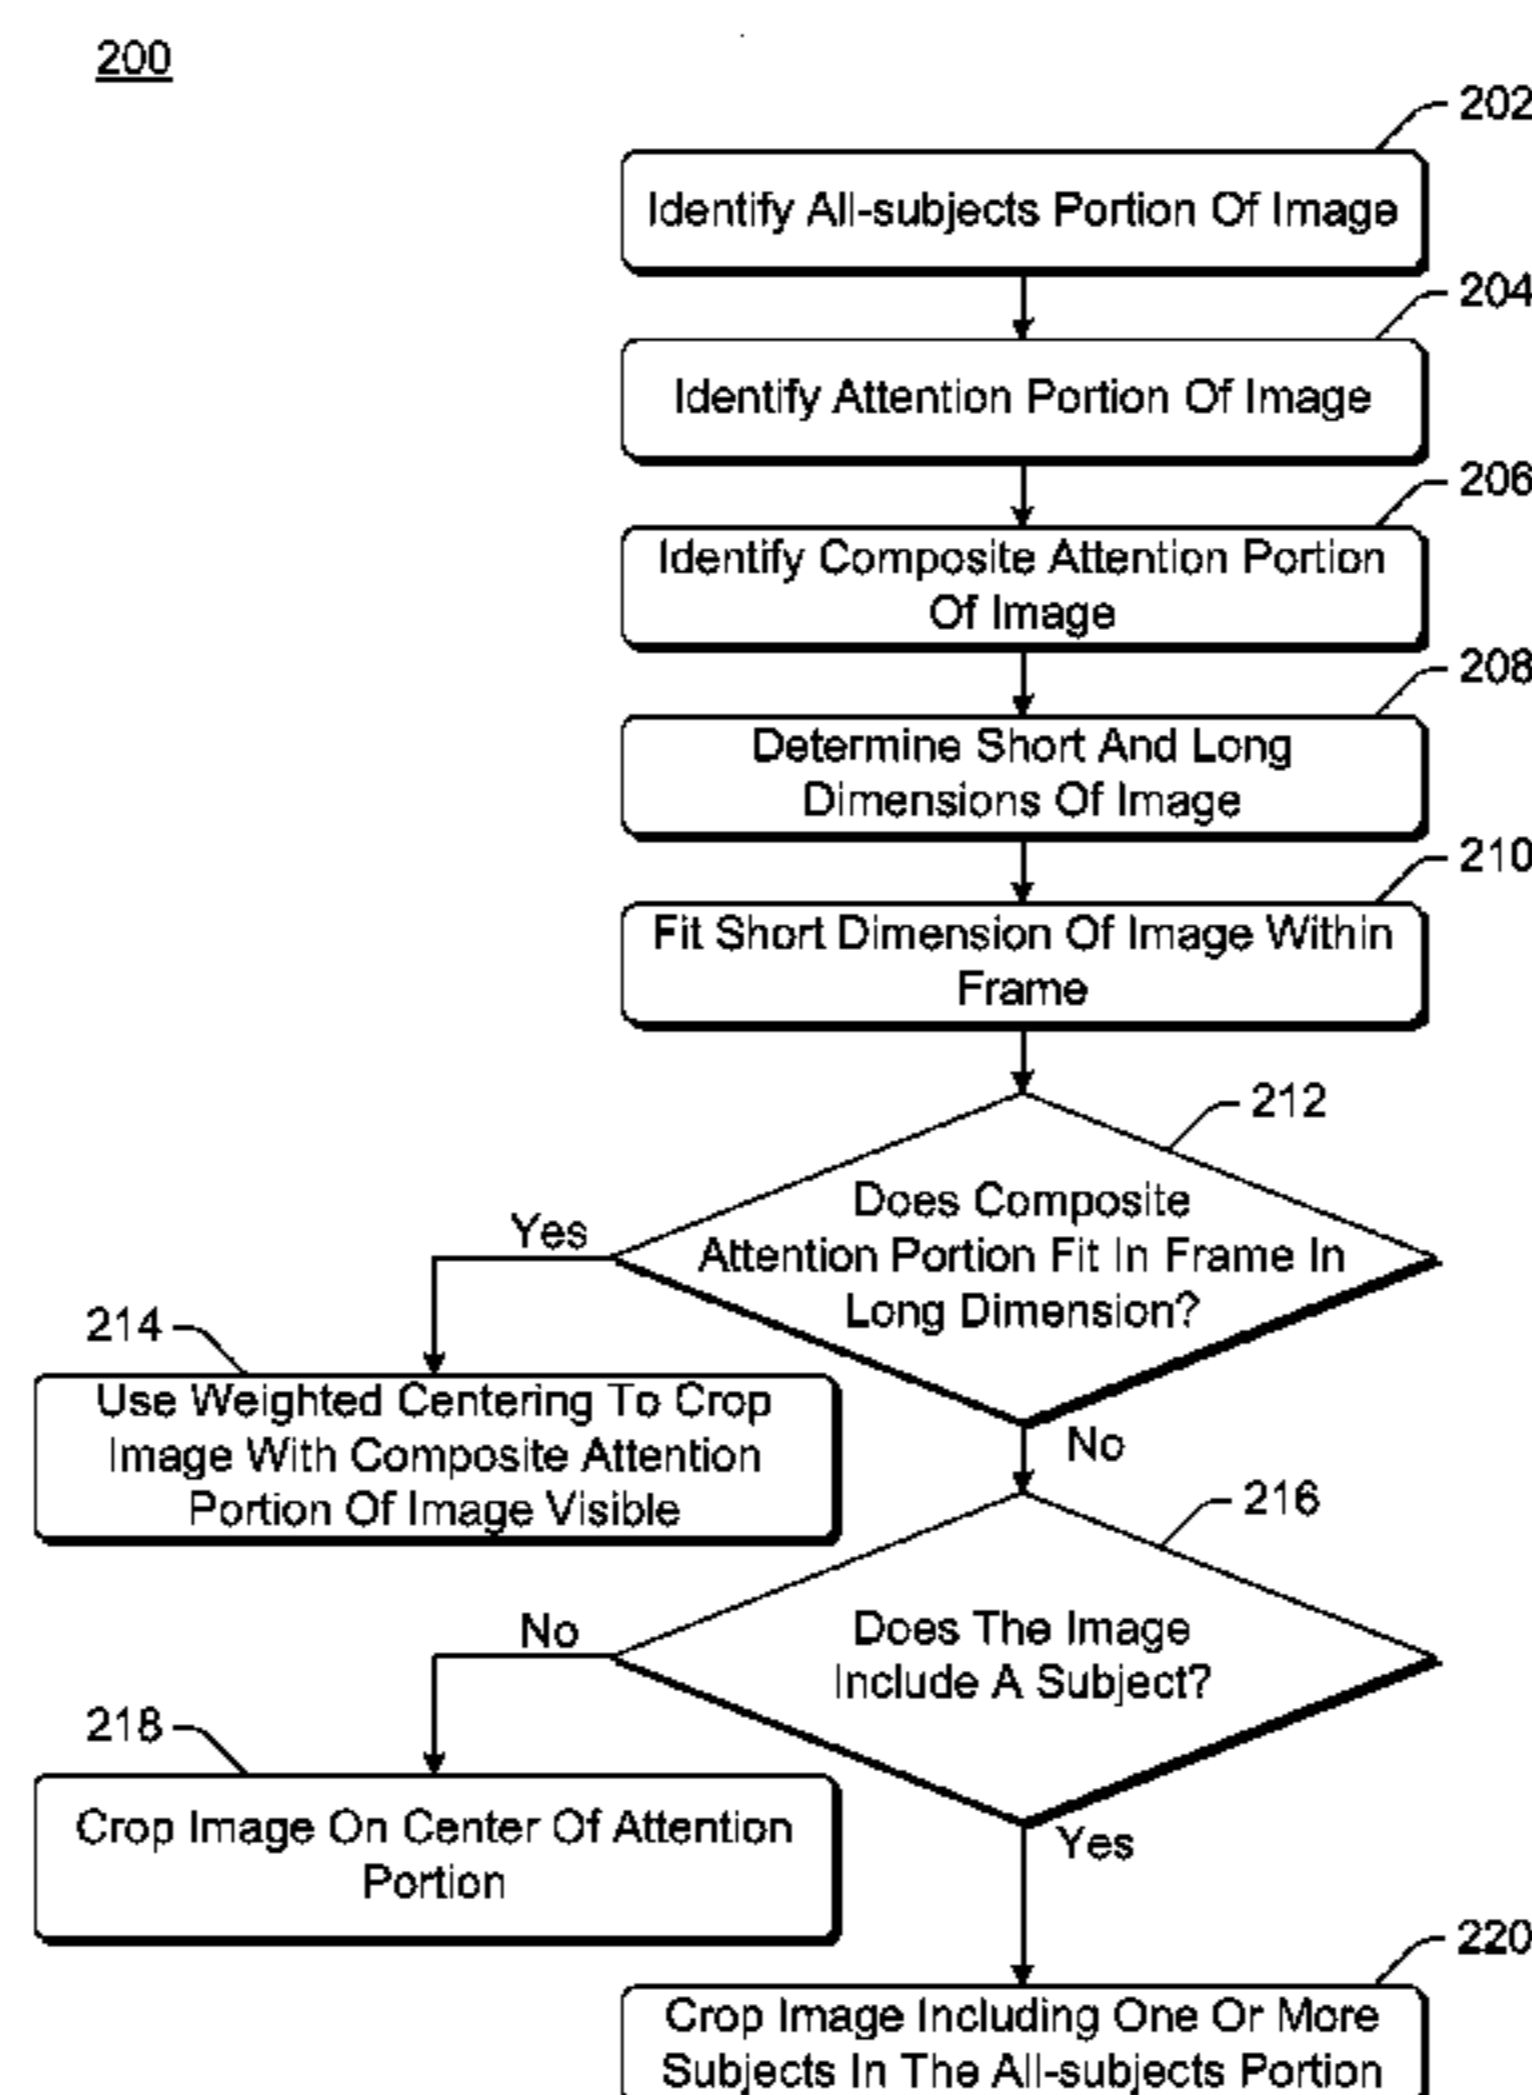 200
202
Identify All-subjects Portion Of Image
204
Identify Attention Portion Of Image
206
Identify Composite Attention Portion
Of Image
208
Determine Short And Long
Dimensions Of Image
210
Fit Short Dimension Of Image Within
Frame
212
Does Composite
Attention Portion Fit In Frame In
Long Dimension?
Yes
No
214
Use Weighted Centering To Crop
Image With Composite Attention
Portion Of Image Visible
216
Does The Image
Include A Subject?
No
Yes
218
Crop Image On Center Of Attention
Portion
220
Crop Image Including One Or More
Subjects In The All-subjects Portion